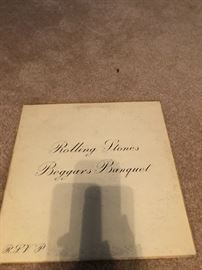 Rolling Stones
Beggars Banquet
R.S.V.P.